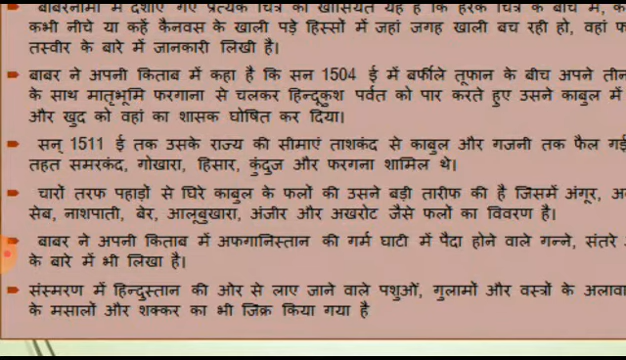 बाबरनामा में दर्शाए गए प्रत्येक चित्र की खासियत यह है कि हरेक चित्र के बीच में,
कभी नीचे या कहें कैनवस के खाली पड़े हिस्सों में जहां जगह खाली बच रही हो, वहां
तस्वीर के बारे में जानकारी लिखी है।
बाबर ने अपनी किताब में कहा है कि सन 1504 ई में बर्फीले तूफान के बीच अपने तीन
के साथ मातृभूमि फरगाना से चलकर हिन्दूकुश पर्वत को पार करते हुए उसने काबुल में
और खुद को वहां का शासक घोषित कर दिया।
सन् 1511 ई तक उसके राज्य की सीमाएं ताशकंद से काबुल और गजनी तक फैल गई
तहत समरकंद, गोखारा, हिसार, कुंदुज और फरगना शामिल थे।
चारों तरफ पहाड़ों से घिरे काबुल के फलों की उसने बड़ी तारीफ की है जिसमें अंगूर,
सेब, नाशपाती, बेर, आलूबुखारा, अंजीर और अखरोट जैसे फलों का विवरण है।
बाबर ने अपनी किताब में अफगानिस्तान की गर्म घाटी में पैदा होने वाले गन्ने, संतरे
के बारे में भी लिखा है।
संस्मरण में हिन्दुस्तान की ओर से लाए जाने वाले पशुओं, गुलामों और वस्त्रों के अलावा
के मसालों और शक्कर का भी जिक्र किया गया है